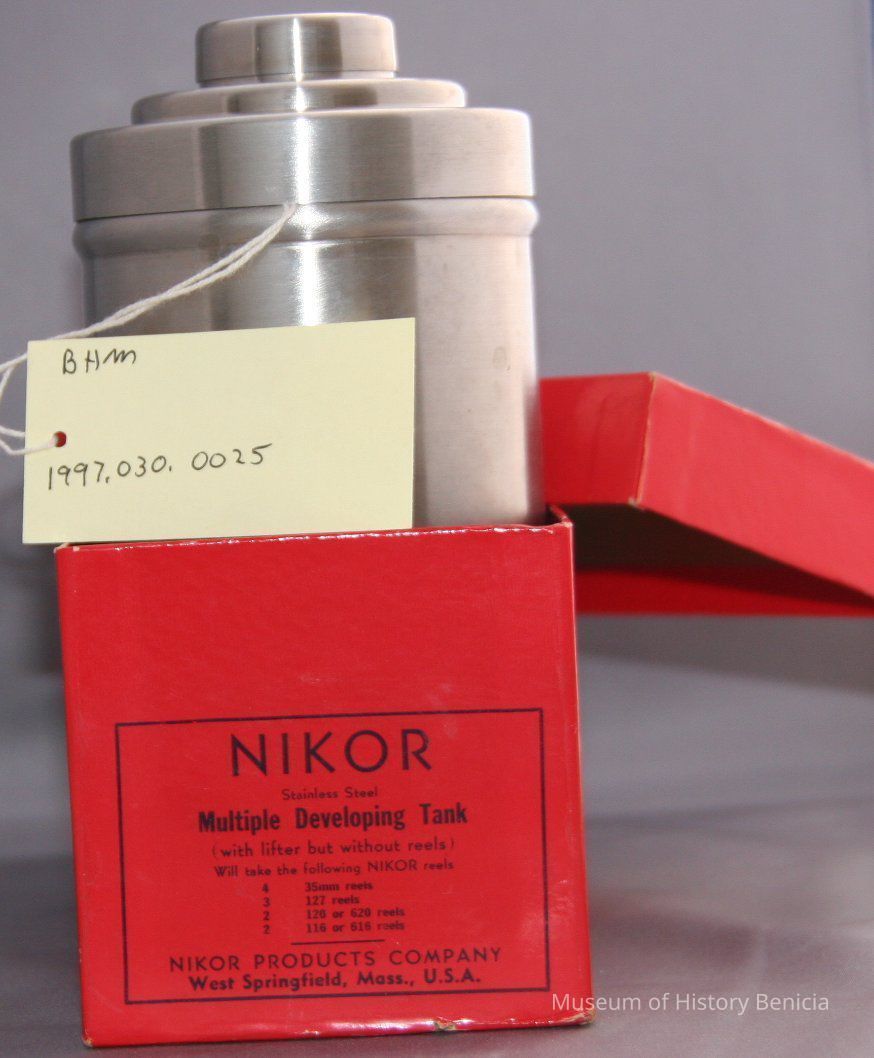 BHM
1997.030.0025
NIKOR
Stainless Steel
Multiple Developing Tank
(with lifter but without reels)
Will take the following NIKOR reels
4 35mm reels
3 127 reels
2 120 or 620 reels
2 116 or 616 reels
NIKOR PRODUCTS COMPANY
West Springfield, Mass., U.S.A.
Museum of History Benicia